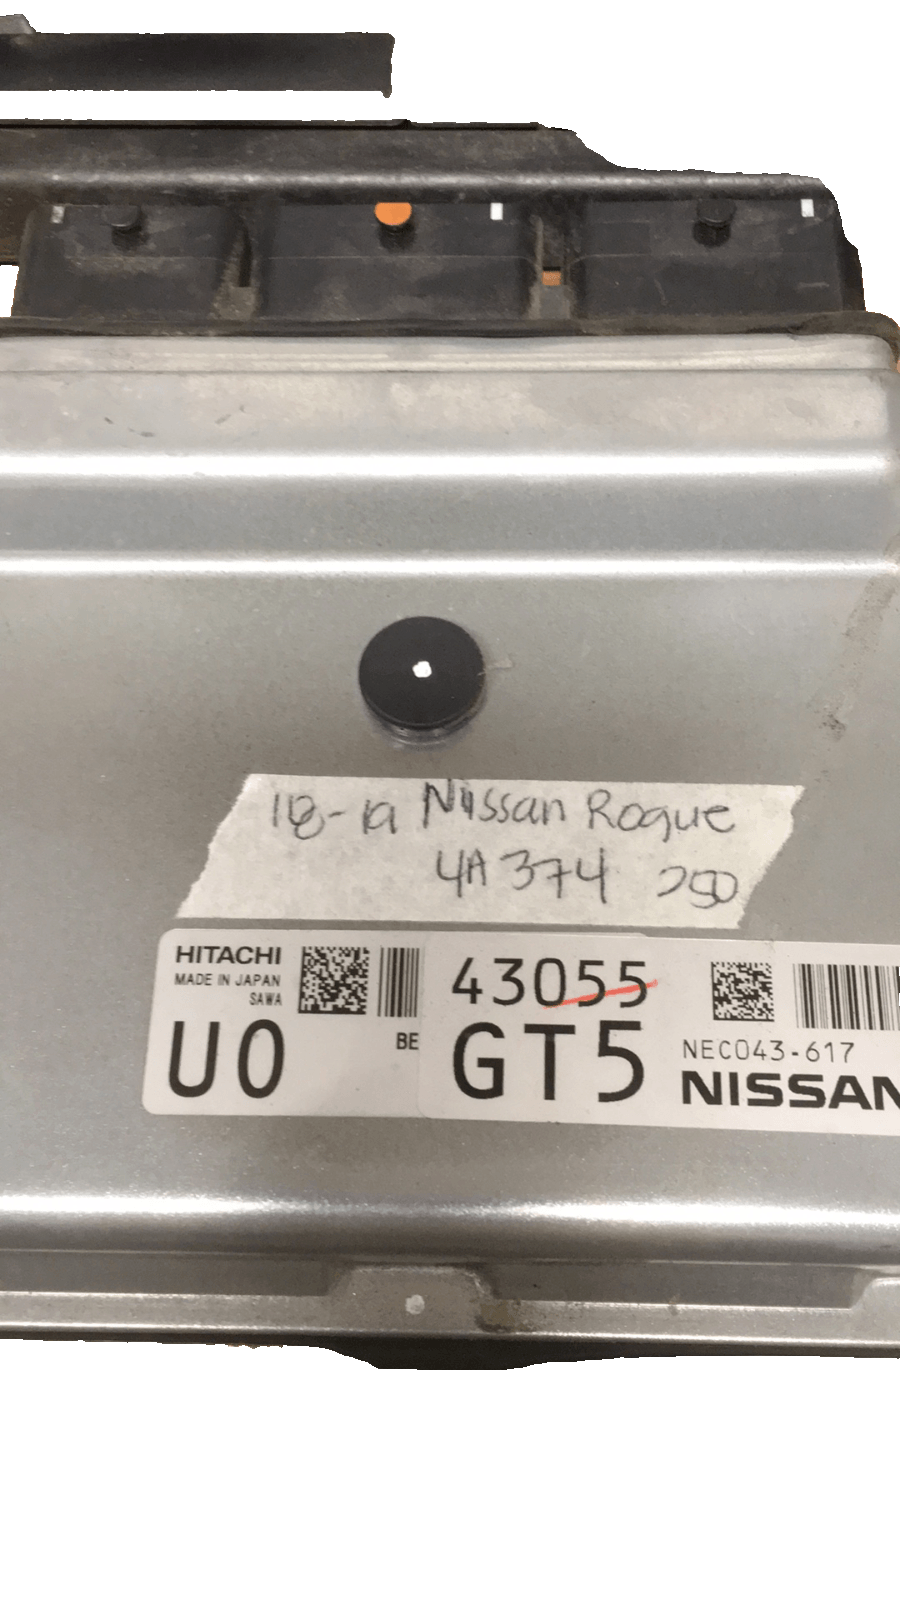 18-19 Nissan Rogue
4A374 250
HITACHI
MADE IN JAPAN
SAWA
U0
BE
43055
GT5
NEC043-617
NISSAN